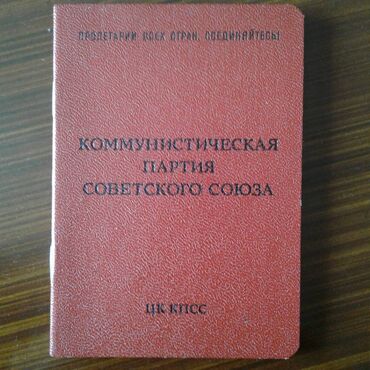 ПРОЛЕТАРИИ ВСЕХ СТРАН, СОЕДИНЯЙТЕСЬ!
КОММУНИСТИЧЕСКАЯ
ПАРТИЯ
СОВЕТСКОГО СОЮЗА
ЦК КПСС